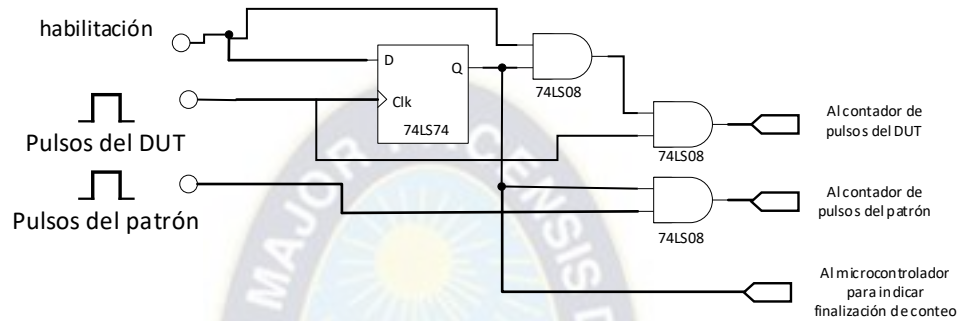 habilitación
D
Q
Clk
74LS74
74LS08
Pulsos del DUT
74LS08
Al contador de
pulsos del DUT
Pulsos del patrón
74LS08
Al contador de
pulsos del patrón
Al microcontrolador
para indicar
finalización de conteo
MAJOR